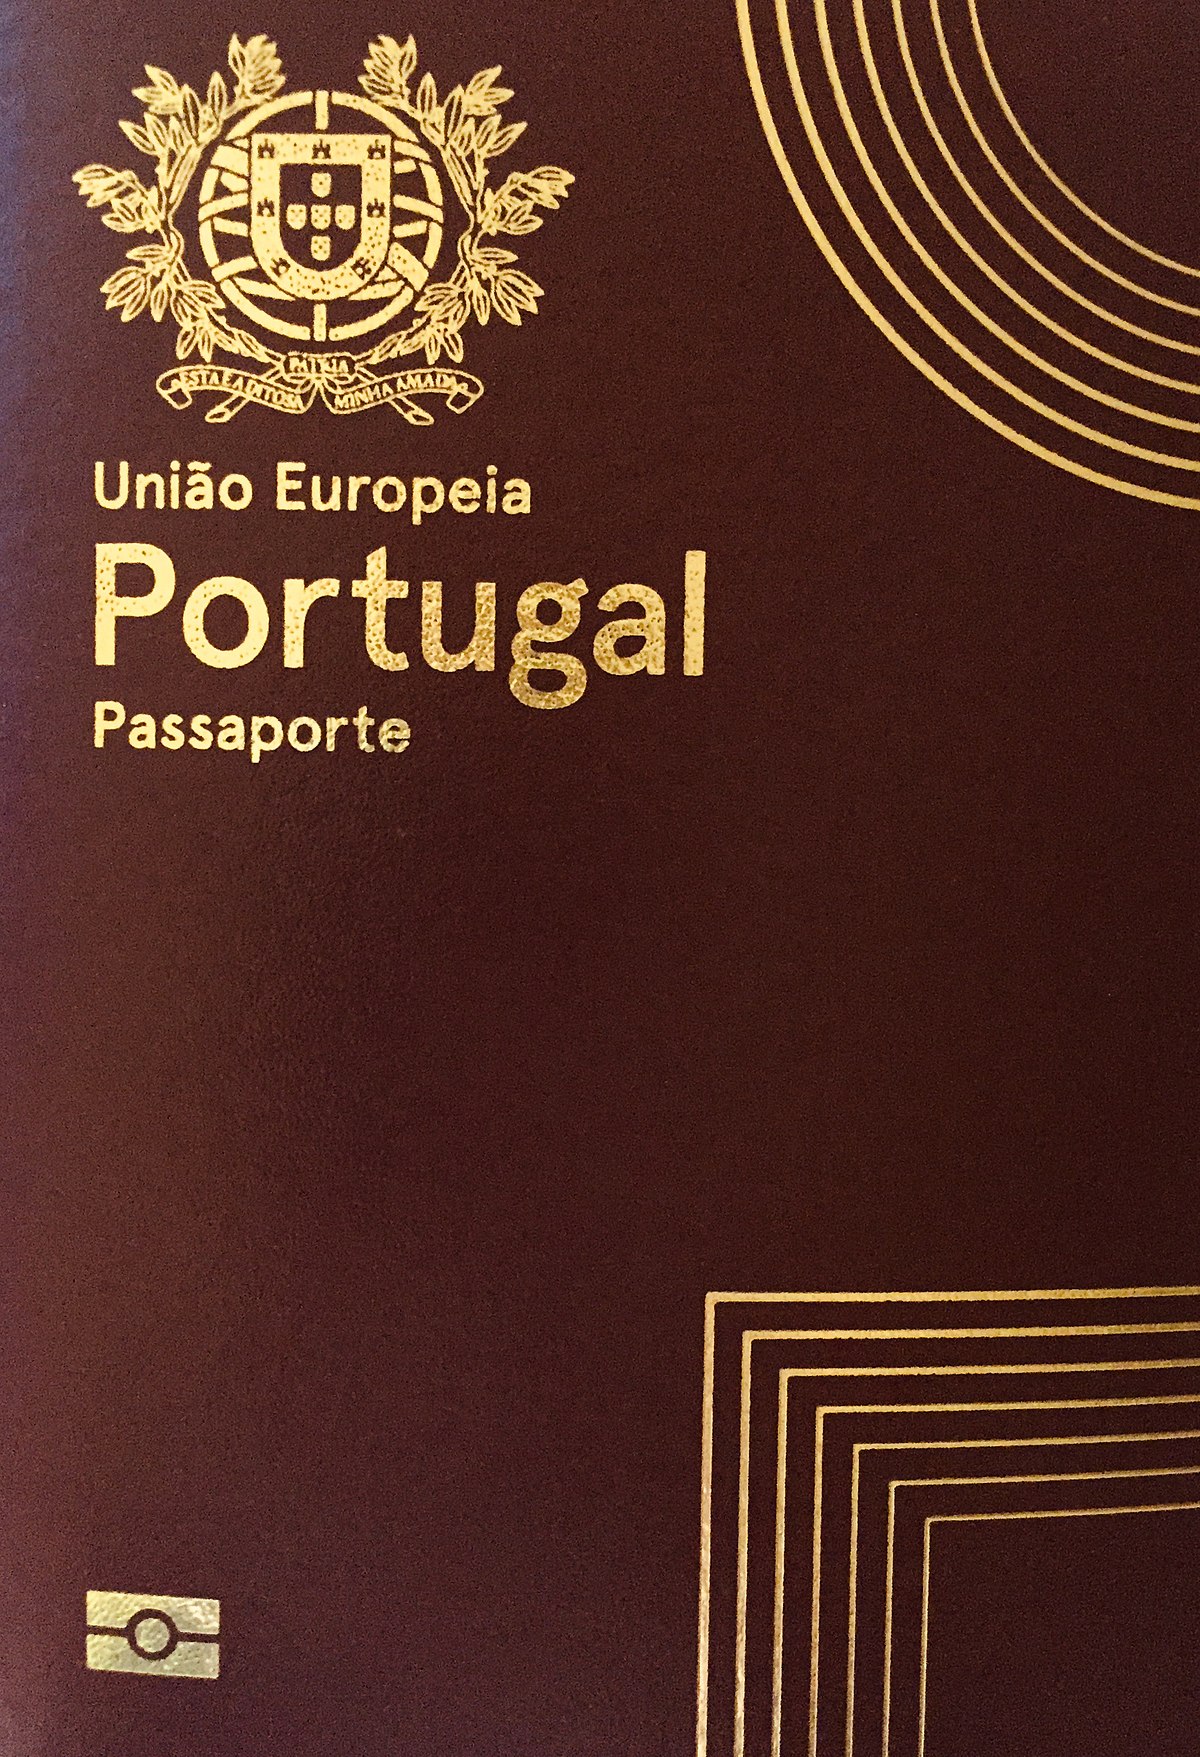 PATRIA
ESTA É A DITOSA MINHA AMADA
União Europeia
Portugal
Passaporte